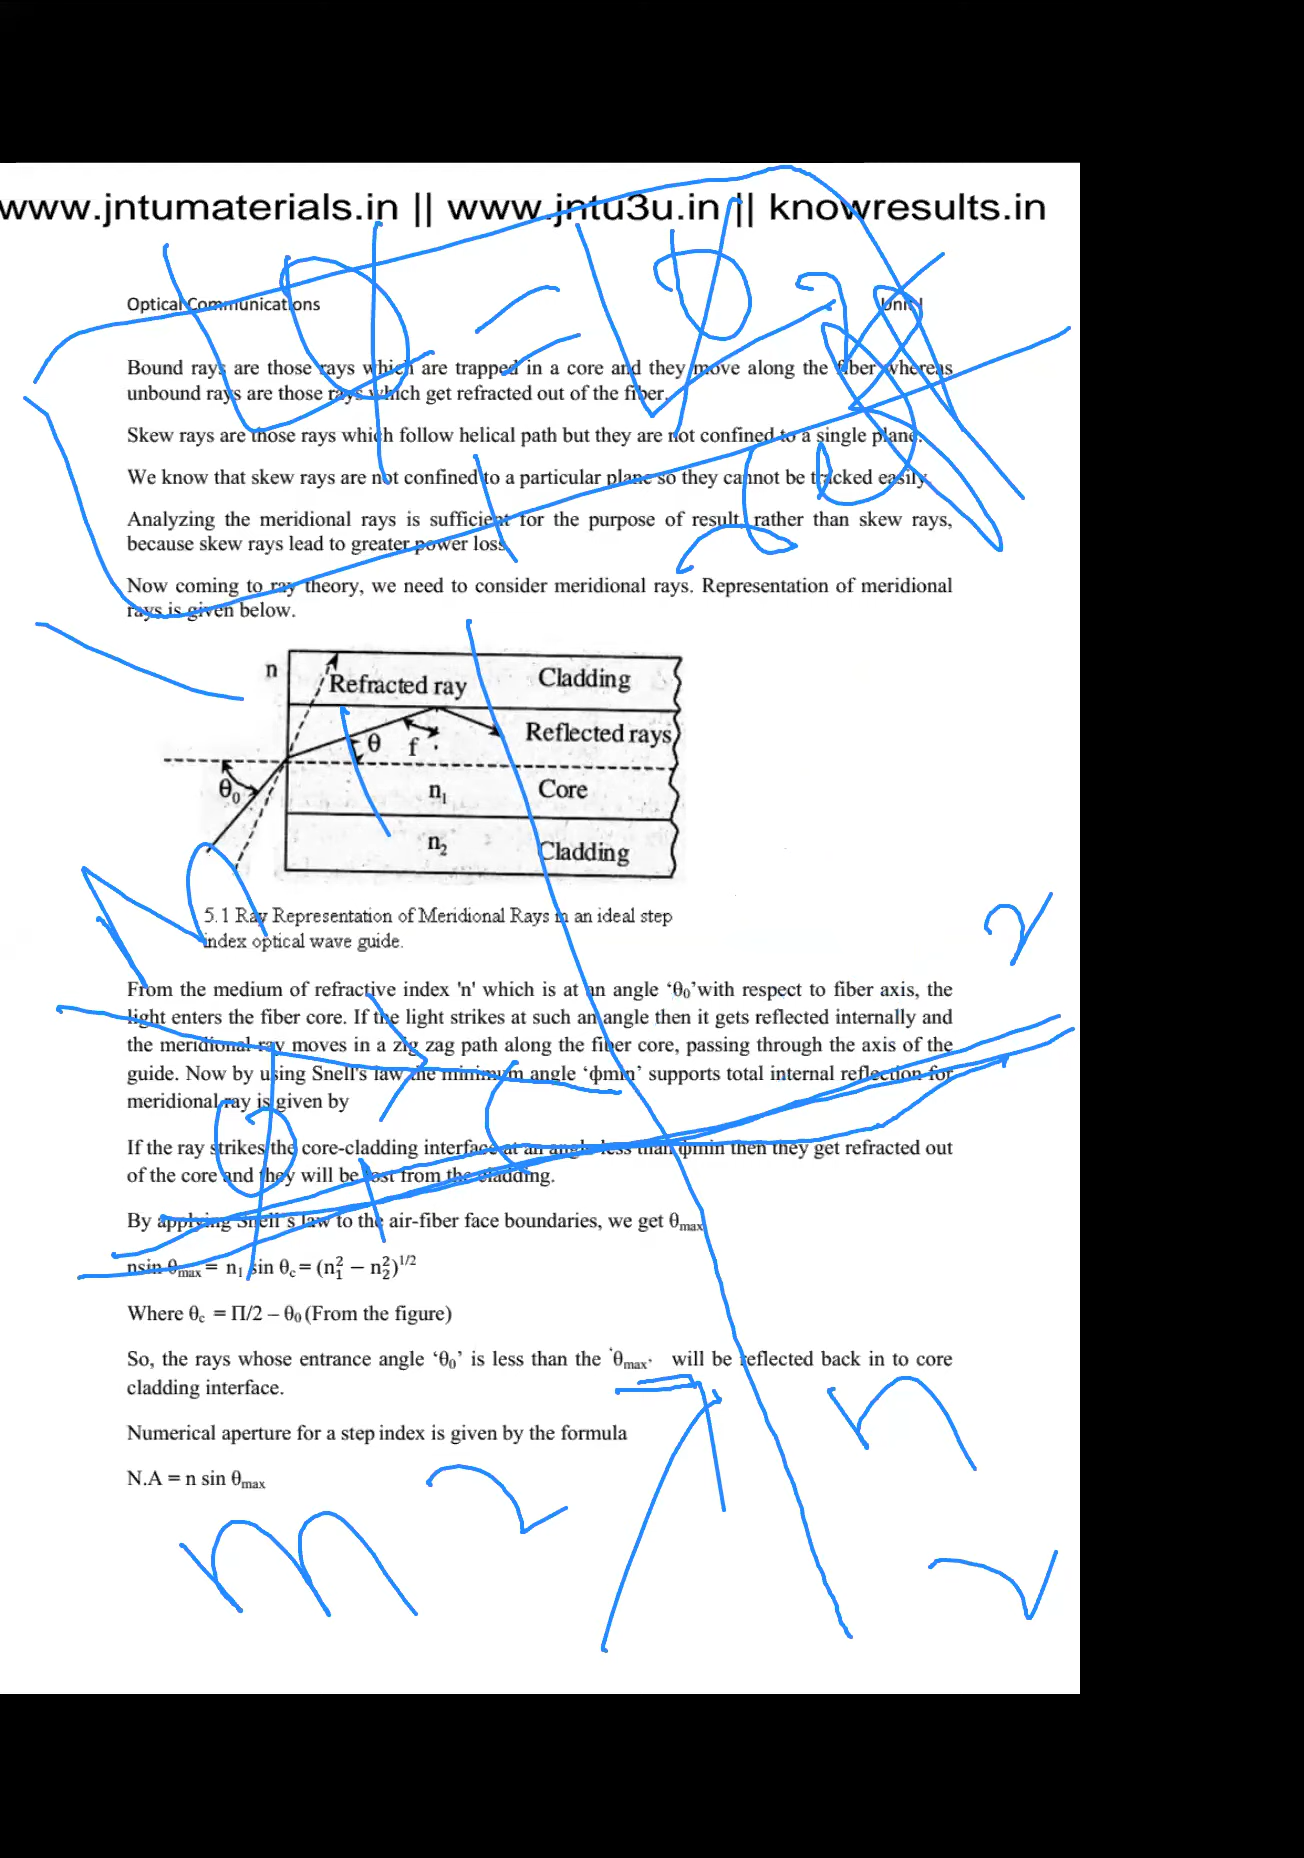 www.jntumaterials.in || www.jntu3u.in || knowresults.in
Optical Communications Unit I
Bound rays are those rays which are trapped in a core and they move along the fiber whereas
unbound rays are those rays which get refracted out of the fiber.
Skew rays are those rays which follow helical path but they are not confined to a single plane.
We know that skew rays are not confined to a particular plane so they cannot be tracked easily.
Analyzing the meridional rays is sufficient for the purpose of result, rather than skew rays,
because skew rays lead to greater power loss.
Now coming to ray theory, we need to consider meridional rays. Representation of meridional
rays is given below.
n
Refracted ray Cladding
θ f Reflected rays
θ₀ n₁ Core
n₂ Cladding
5.1 Ray Representation of Meridional Rays in an ideal step
index optical wave guide.
From the medium of refractive index 'n' which is at an angle ‘θ₀’with respect to fiber axis, the
light enters the fiber core. If the light strikes at such an angle then it gets reflected internally and
the meridional ray moves in a zig zag path along the fiber core, passing through the axis of the
guide. Now by using Snell's law the minimum angle ‘ϕmin’ supports total internal reflection for
meridional ray is given by
If the ray strikes the core-cladding interface at an angle less than ϕmin then they get refracted out
of the core and they will be lost from the cladding.
By applying Snell’s law to the air-fiber face boundaries, we get θmax
nsin θmax = n₁ sin θc = (n₁² − n₂²)^1/2
Where θc = Π/2 – θ₀ (From the figure)
So, the rays whose entrance angle ‘θ₀’ is less than the ‘θmax’ will be reflected back in to core
cladding interface.
Numerical aperture for a step index is given by the formula
N.A = n sin θmax